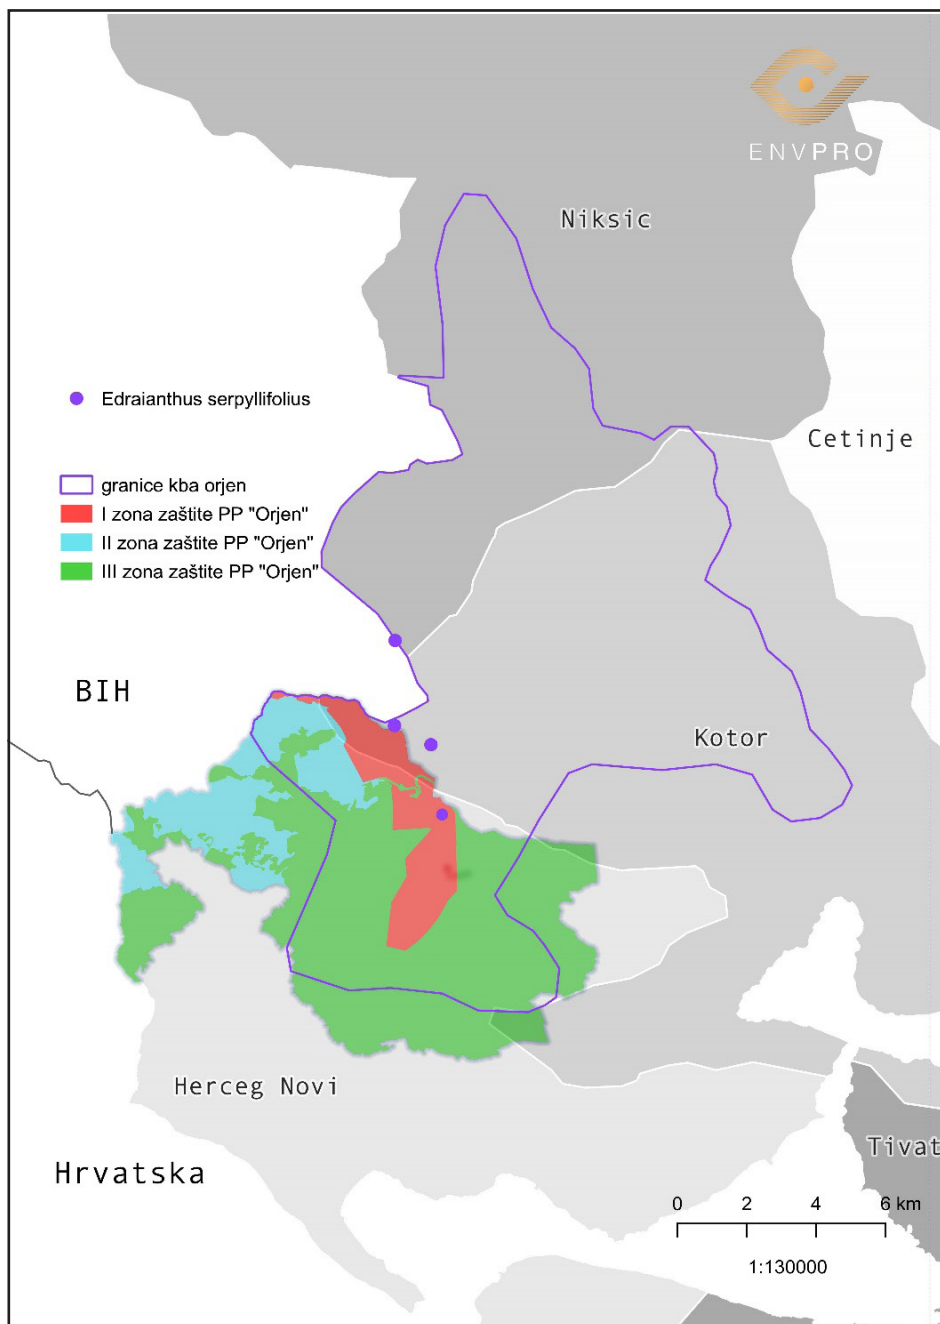 ENVPRO
Niksic
Edraianthus serpyllifolius
Cetinje
granice kba orjen
I zona zaštite PP "Orjen"
II zona zaštite PP "Orjen"
III zona zaštite PP "Orjen"
BIH
Kotor
Herceg Novi
Tivat
Hrvatska
0 2 4 6 km
1:130000